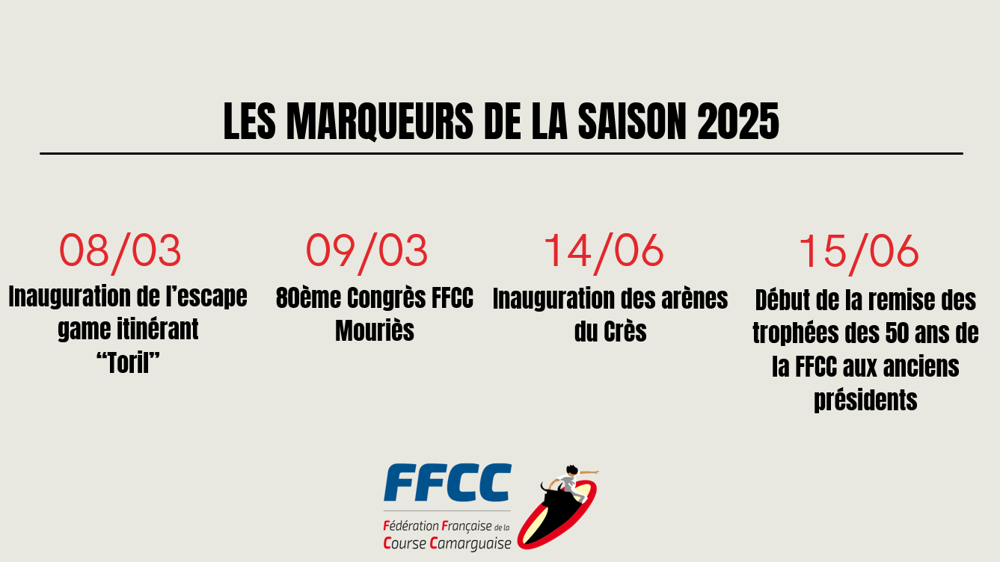 LES MARQUEURS DE LA SAISON 2025
08/03
Inauguration de l’escape
game itinérant
“Toril”
09/03
80ème Congrès FFCC
Mouriès
14/06
Inauguration des arènes
du Crès
15/06
Début de la remise des
trophées des 50 ans de
la FFCC aux anciens
présidents
FFCC
Fédération Française de la
Course Camarguaise